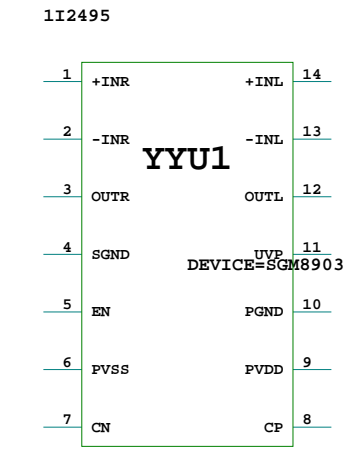 1I2495
1 +INR +INL 14
2 -INR -INL 13
YYU1
3 OUTR OUTL 12
4 SGND UVP 11
DEVICE=SGM8903
5 EN PGND 10
6 PVSS PVDD 9
7 CN CP 8